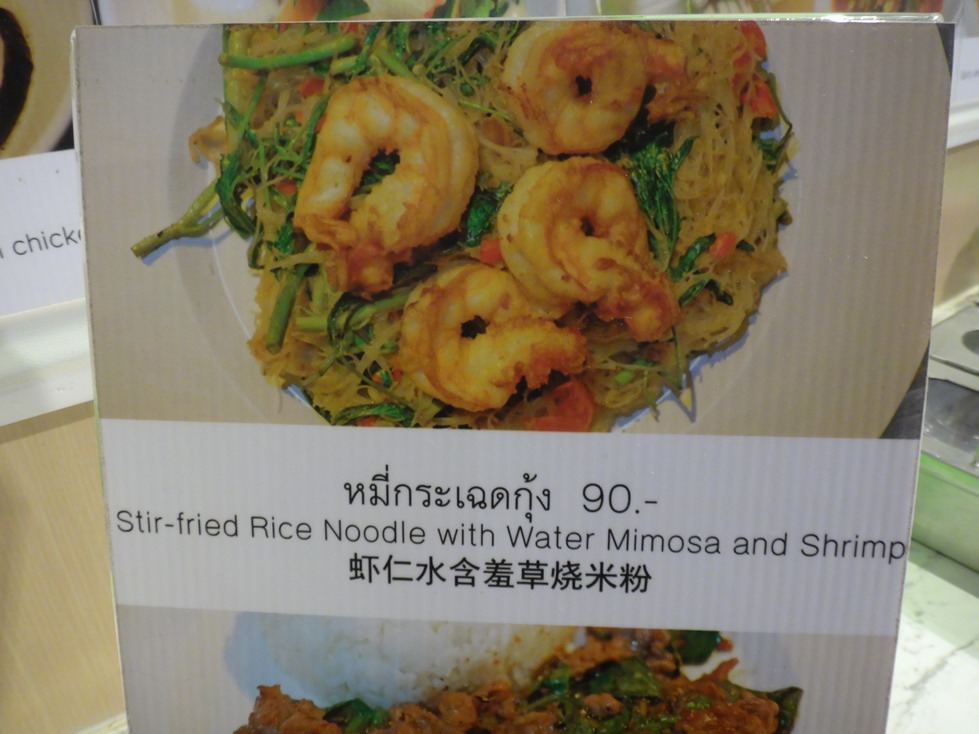 chick
หมี่กระเฉดกุ้ง 90.-
Stir-fried Rice Noodle with Water Mimosa and Shrimp
虾仁水含羞草烧米粉